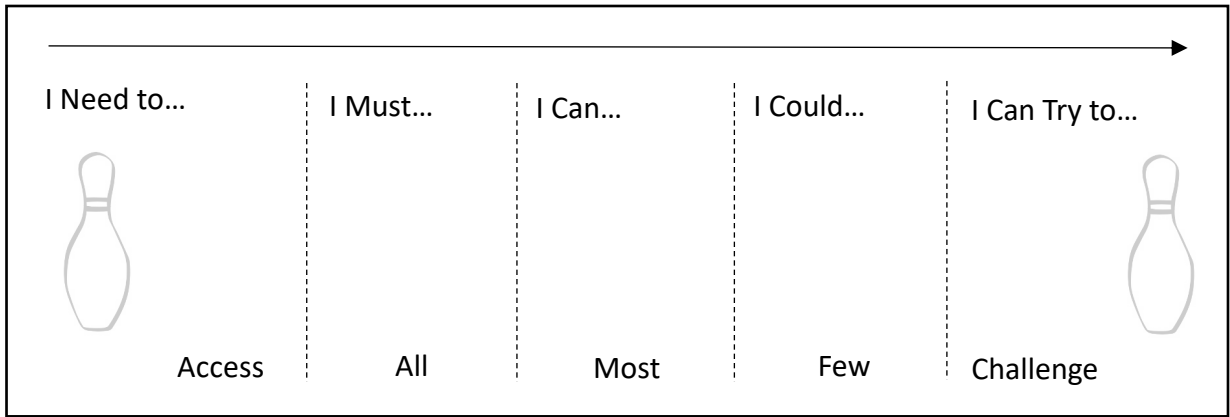 I Need to…
I Must…
I Can…
I Could…
I Can Try to…
Access
All
Most
Few
Challenge